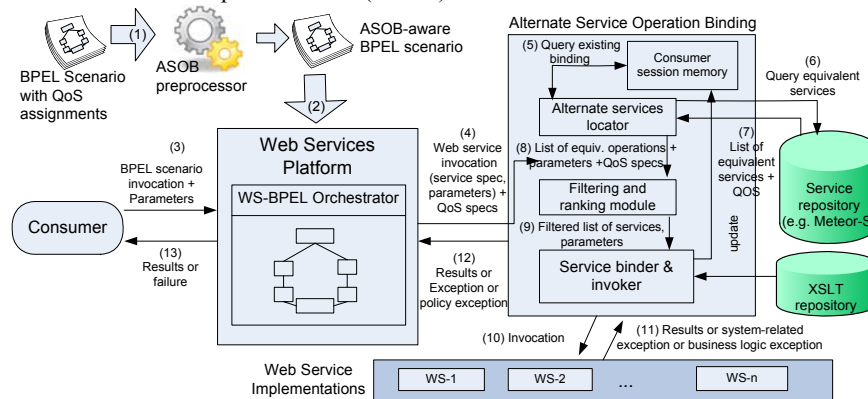 (1)
ASOB-aware
BPEL scenario
BPEL Scenario
with QoS
assignments
ASOB
preprocessor
(2)
Alternate Service Operation Binding
(5) Query existing
binding
Consumer
session memory
(6)
Query equivalent
services
Alternate services
locator
(7)
List of
equivalent
services +
QOS
(8) List of equiv. operations +
parameters +QoS specs
Filtering and
ranking module
(9) Filtered list of services,
parameters
update
Service binder &
invoker
Service
repository
(e.g. Meteor-S
XSLT
repository
(3)
BPEL scenario
invocation +
Parameters
Web Services
Platform
WS-BPEL Orchestrator
(4)
Web service
invocation
(service spec,
parameters) +
QoS specs
Consumer
(13)
Results or
failure
(12)
Results or
Exception or
policy exception
(10) Invocation
(11) Results or system-related
exception or business logic exception
Web Service
Implementations
WS-1
WS-2
...
WS-n